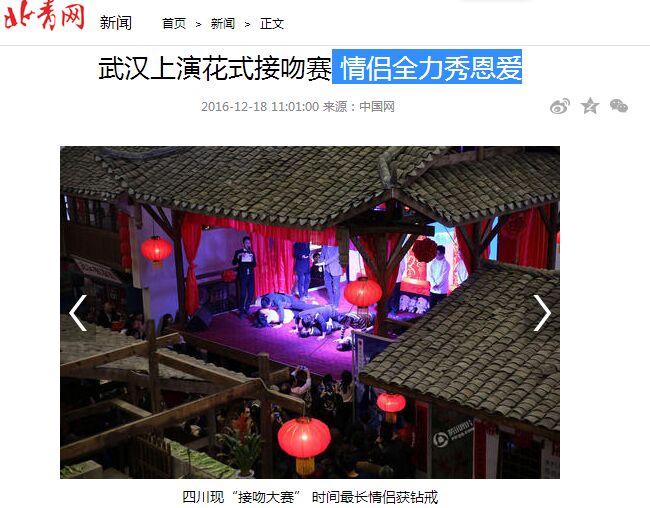 北青网 新闻 首页 > 新闻 > 正文
武汉上演花式接吻赛 情侣全力秀恩爱
2016-12-18 11:01:00 来源：中国网
四川现“接吻大赛” 时间最长情侣获钻戒